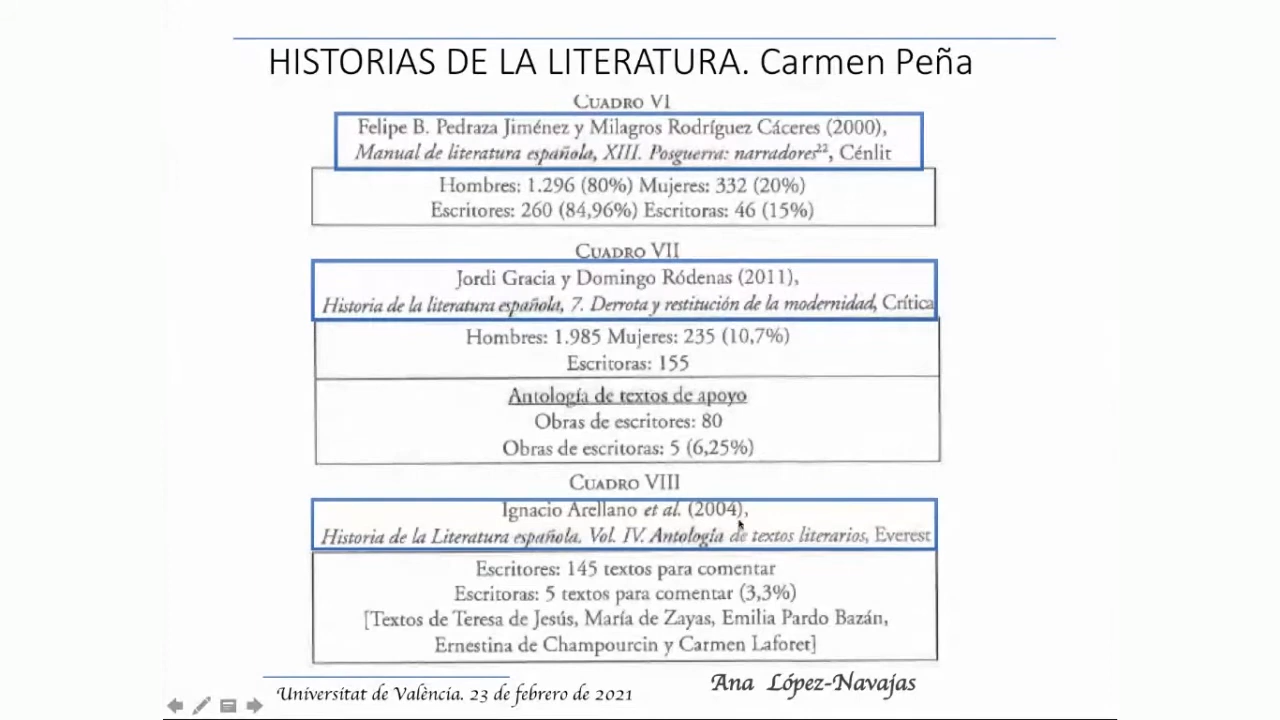 HISTORIAS DE LA LITERATURA. Carmen Peña
CUADRO VI
Felipe B. Pedraza Jiménez y Milagros Rodríguez Cáceres (2000),
Manual de literatura española, XIII. Posguerra: narradores²², Cénlit
Hombres: 1.296 (80%) Mujeres: 332 (20%)
Escritores: 260 (84,96%) Escritoras: 46 (15%)
CUADRO VII
Jordi Gracia y Domingo Ródenas (2011),
Historia de la literatura española, 7. Derrota y restitución de la modernidad, Crítica
Hombres: 1.985 Mujeres: 235 (10,7%)
Escritoras: 155
Antología de textos de apoyo
Obras de escritores: 80
Obras de escritoras: 5 (6,25%)
CUADRO VIII
Ignacio Arellano et al. (2004),
Historia de la Literatura española. Vol. IV. Antología de textos literarios, Everest
Escritores: 145 textos para comentar
Escritoras: 5 textos para comentar (3,3%)
[Textos de Teresa de Jesús, María de Zayas, Emilia Pardo Bazán,
Ernestina de Champourcin y Carmen Laforet]
Universitat de València. 23 de febrero de 2021
Ana López-Navajas